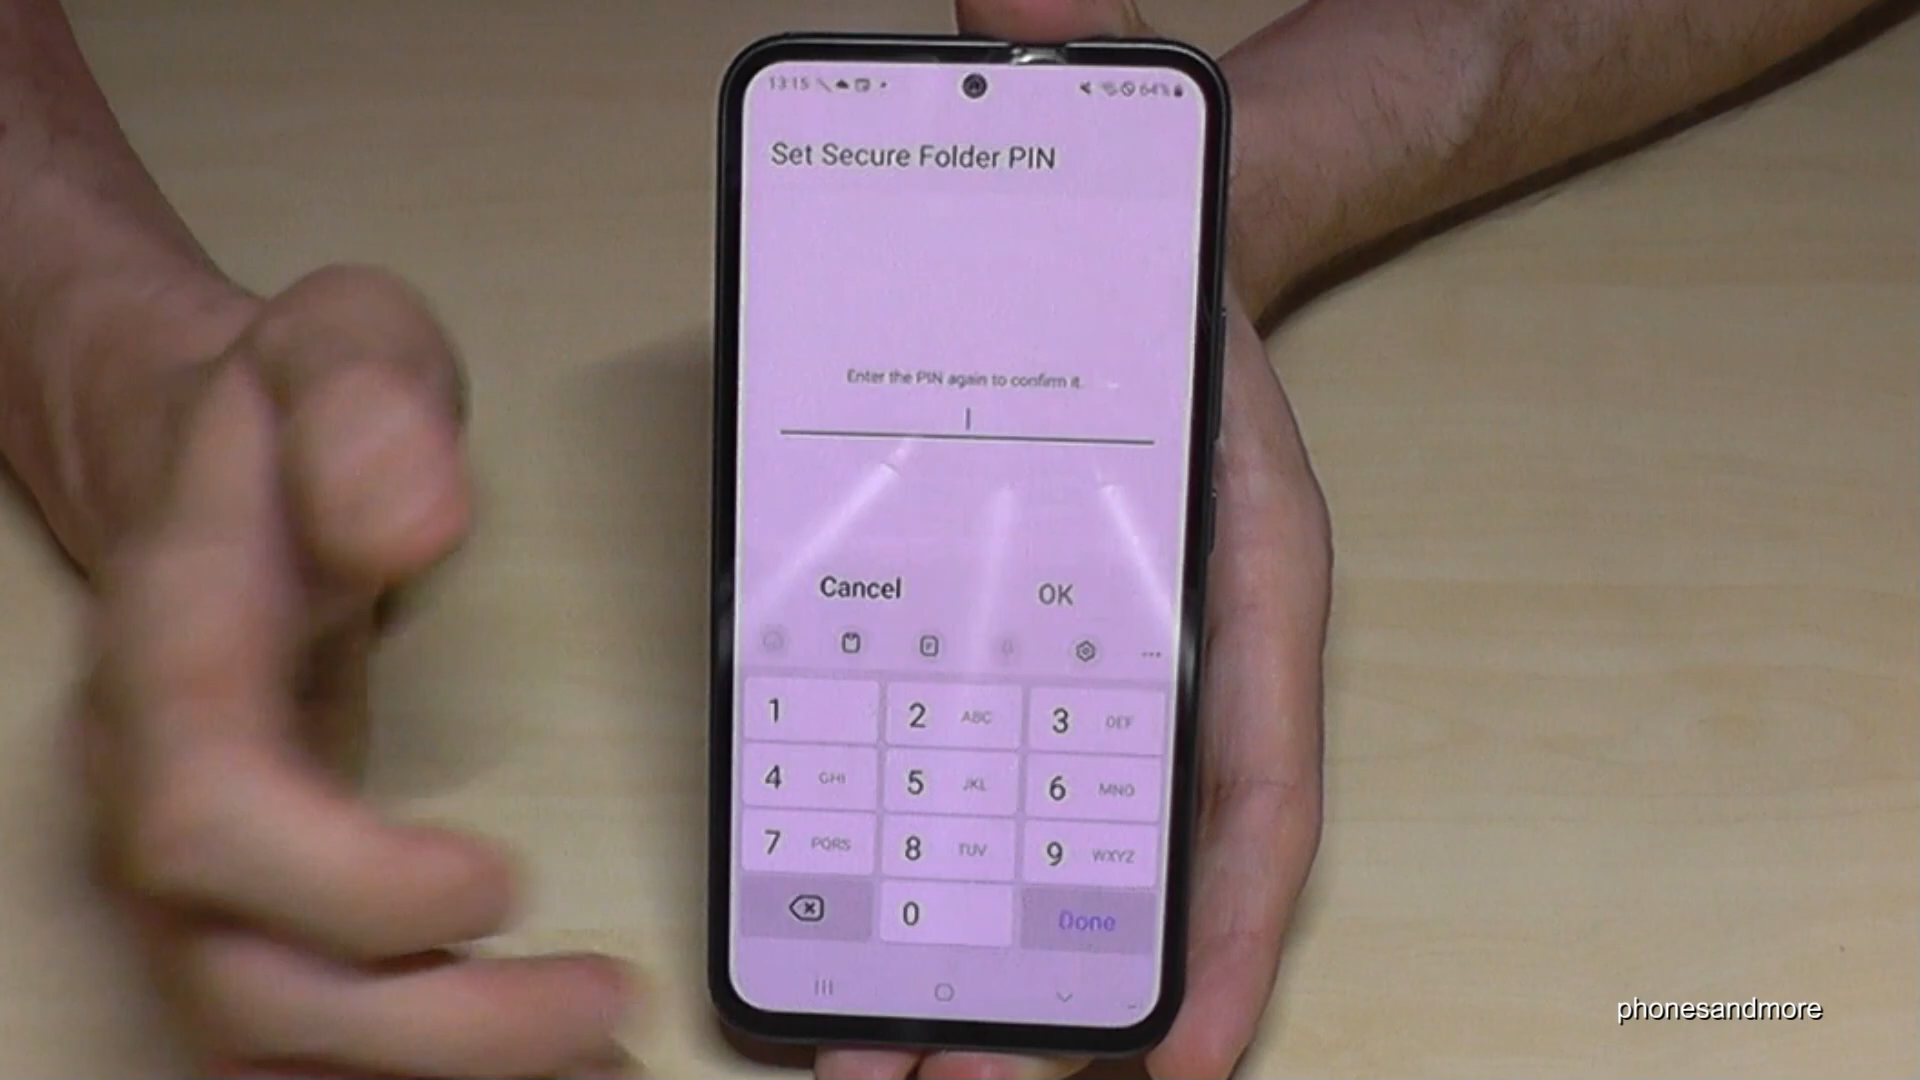 13:15
64%
Set Secure Folder PIN
Enter the PIN again to confirm it.
Cancel OK
1 2 ABC 3 DEF
4 GHI 5 JKL 6 MNO
7 PQRS 8 TUV 9 WXYZ
0 Done
phonesandmore